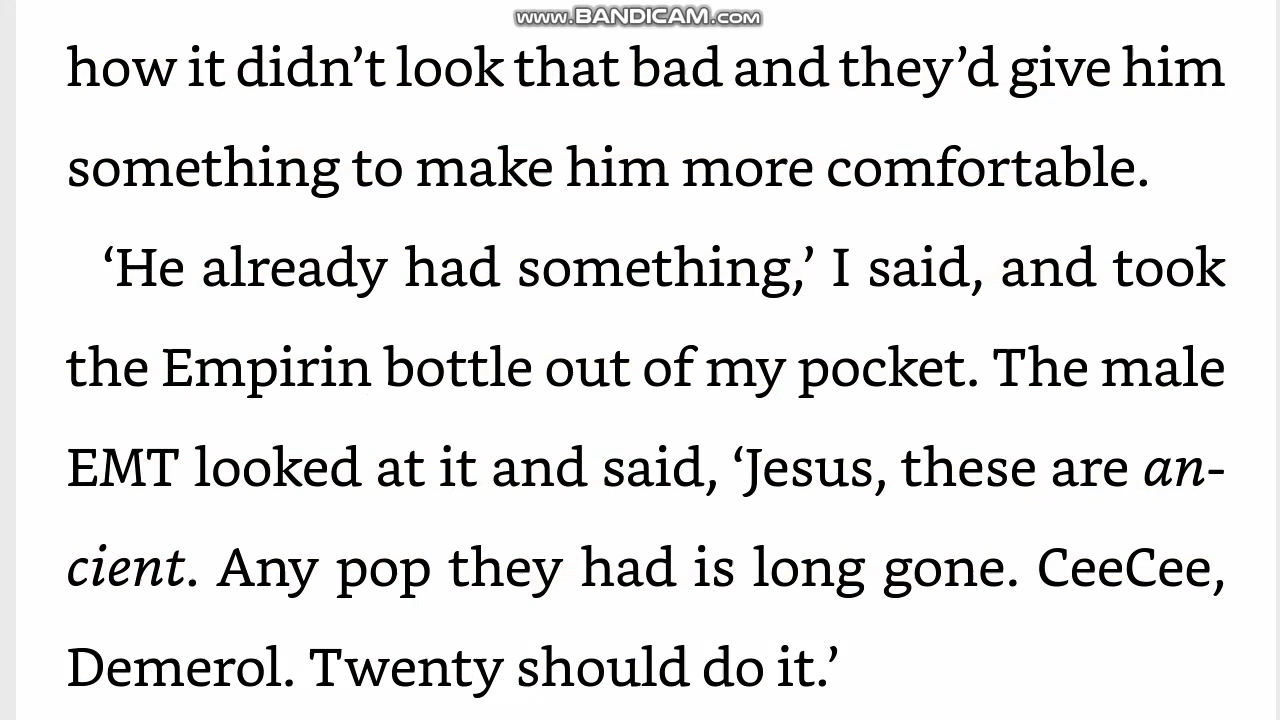 www.BANDICAM.com
how it didn’t look that bad and they’d give him
something to make him more comfortable.
‘He already had something,’ I said, and took
the Empirin bottle out of my pocket. The male
EMT looked at it and said, ‘Jesus, these are an-
cient. Any pop they had is long gone. CeeCee,
Demerol. Twenty should do it.’